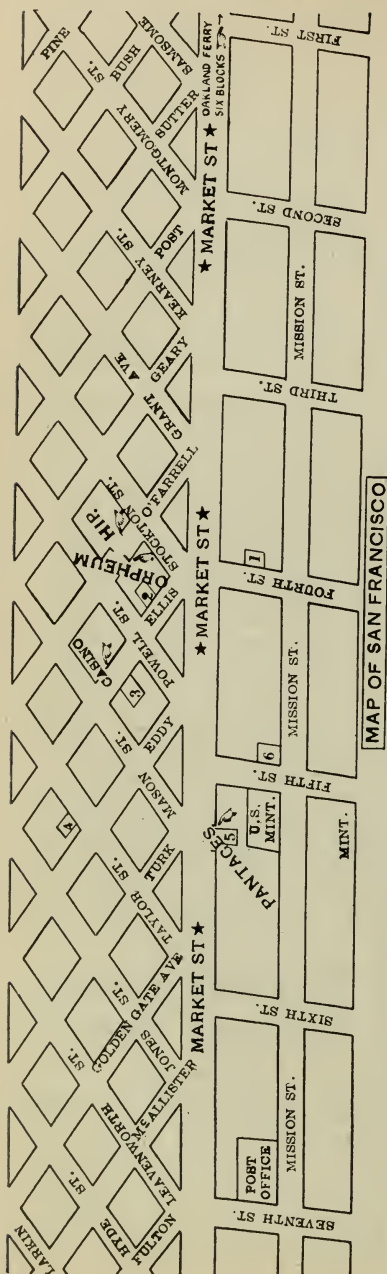 PINE
ST.
BUSH
SANSOME
SUTTER
OAKLAND FERRY
SIX BLOCKS
MONTGOMERY
ST.
POST
KEARNEY
GEARY
AVE
GRANT
O'FARRELL
STOCKTON ST.
HIP.
ORPHEUM
2
ELLIS
ST.
POWELL
CASINO
3
EDDY
ST.
MASON
4
TURK
ST.
TAYLOR
GOLDEN GATE AVE
ST.
JONES
ST.
McALLISTER
LEAVENWORTH
ST.
HYDE
FULTON
LARKIN
★ MARKET ST ★
★ MARKET ST ★
MARKET ST ★
FIRST ST.
SECOND ST.
MISSION ST.
THIRD ST.
1
FOURTH ST.
MISSION ST.
6
FIFTH ST.
PANTAGES
5
U.S.
MINT.
MINT.
SIXTH ST.
MISSION ST.
POST
OFFICE
SEVENTH ST.
MAP OF SAN FRANCISCO